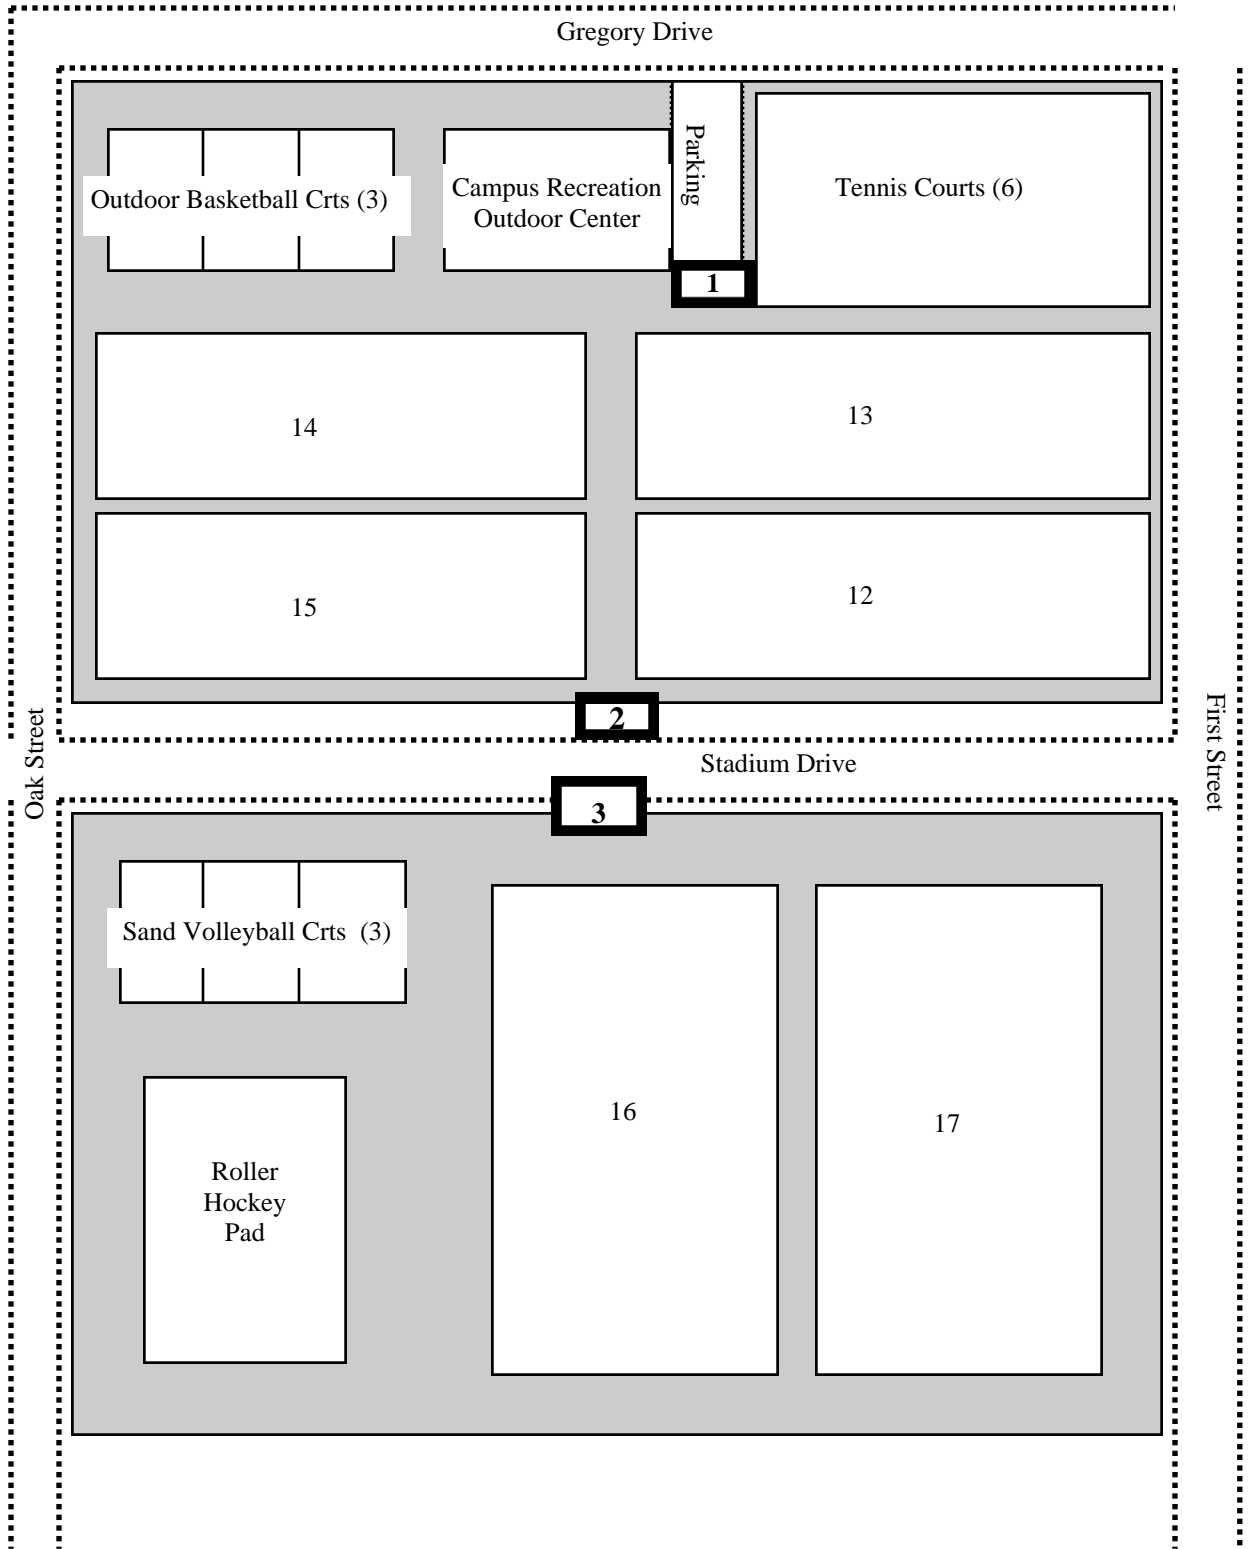 Gregory Drive
Parking
Outdoor Basketball Crts (3)
Campus Recreation
Outdoor Center
Tennis Courts (6)
1
14
13
15
12
2
Oak Street
First Street
Stadium Drive
3
Sand Volleyball Crts (3)
16
17
Roller
Hockey
Pad